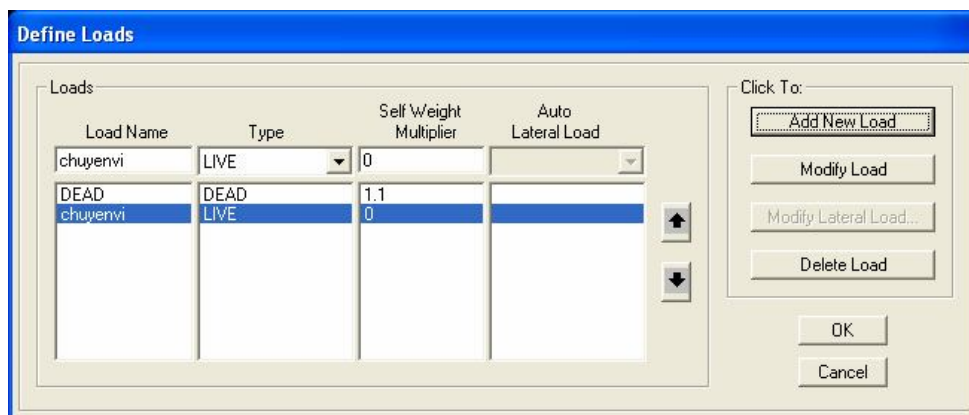 Define Loads
Loads
Click To:
Load Name Type Self Weight Multiplier Auto Lateral Load
chuyenvi LIVE 0
DEAD DEAD 1.1
chuyenvi LIVE 0
Add New Load
Modify Load
Modify Lateral Load...
Delete Load
OK
Cancel